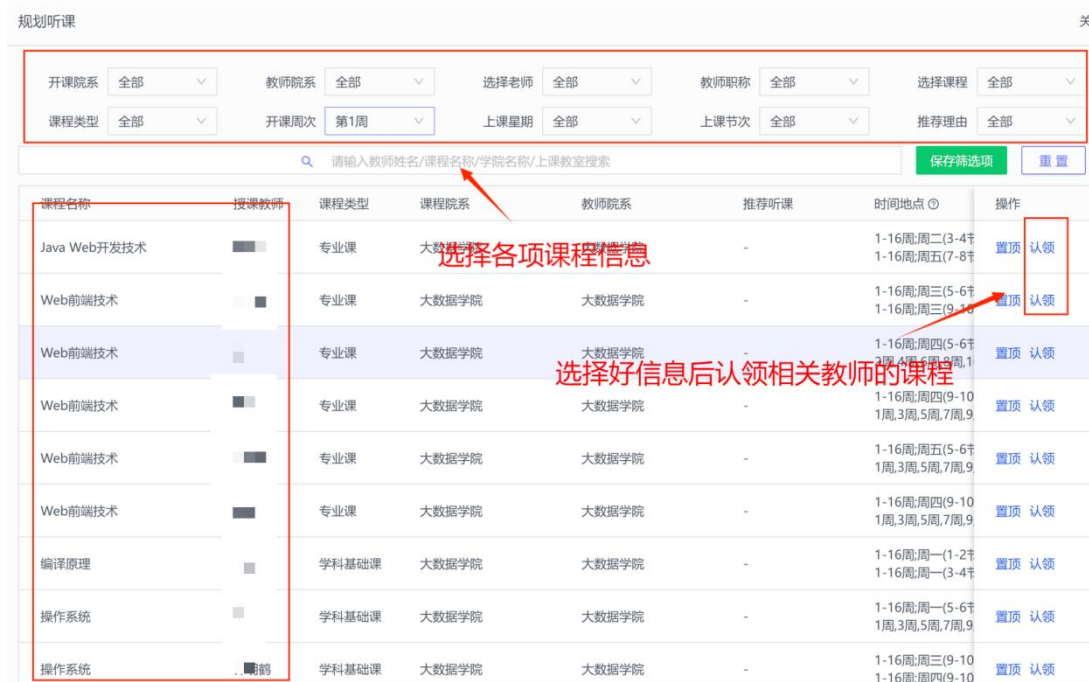 规划听课 关
开课院系 全部 教师院系 全部 选择老师 全部 教师职称 全部 选择课程 全部
课程类型 全部 开课周次 第1周 上课星期 全部 上课节次 全部 推荐理由 全部
请输入教师姓名/课程名称/学院名称/上课教室搜索 保存筛选项 重置
课程名称 授课教师 课程类型 课程院系 教师院系 推荐听课 时间地点 操作
Java Web开发技术 专业课 大数据学院 大数据学院 - 1-16周;周二(3-4节 置顶 认领
1-16周;周五(7-8节
选择各项课程信息
Web前端技术 专业课 大数据学院 大数据学院 - 1-16周;周三(5-6节 置顶 认领
1-16周;周三(9-10
Web前端技术 专业课 大数据学院 大数据学院 - 1-16周;周四(5-6节 置顶 认领
2周,4周,6周,8周,1
选择好信息后认领相关教师的课程
Web前端技术 专业课 大数据学院 大数据学院 - 1-16周;周四(9-10 置顶 认领
1周,3周,5周,7周,9
Web前端技术 专业课 大数据学院 大数据学院 - 1-16周;周五(5-6节 置顶 认领
1周,3周,5周,7周,9
Web前端技术 专业课 大数据学院 大数据学院 - 1-16周;周四(9-10 置顶 认领
1周,3周,5周,7周,9
编译原理 学科基础课 大数据学院 大数据学院 - 1-16周;周一(1-2节 置顶 认领
1-16周;周一(3-4节
操作系统 学科基础课 大数据学院 大数据学院 - 1-16周;周一(5-6节 置顶 认领
1周,3周,5周,7周,9
操作系统 鹤 学科基础课 大数据学院 大数据学院 - 1-16周;周三(9-10 置顶 认领
1-16周;周四(9-10